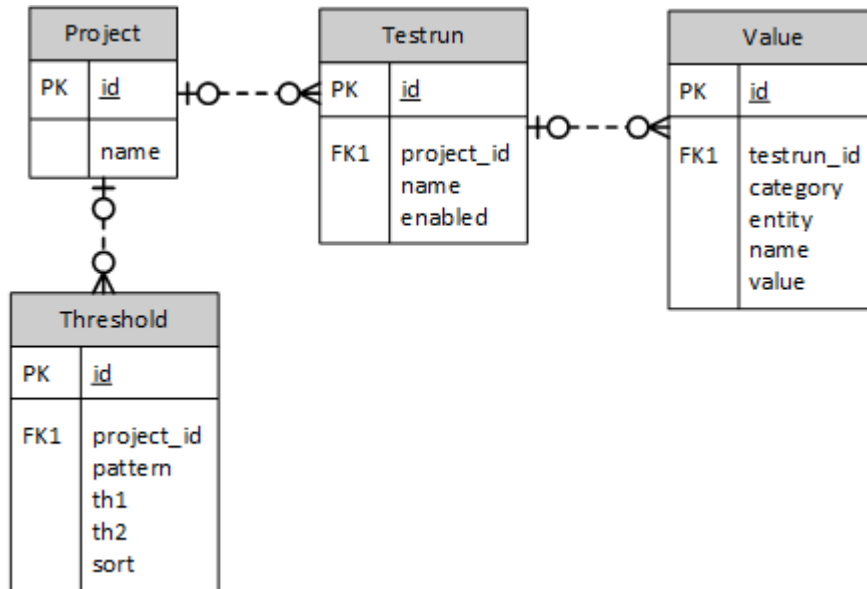 Project
PK id
name
Testrun
PK id
FK1 project_id
name
enabled
Value
PK id
FK1 testrun_id
category
entity
name
value
Threshold
PK id
FK1 project_id
pattern
th1
th2
sort